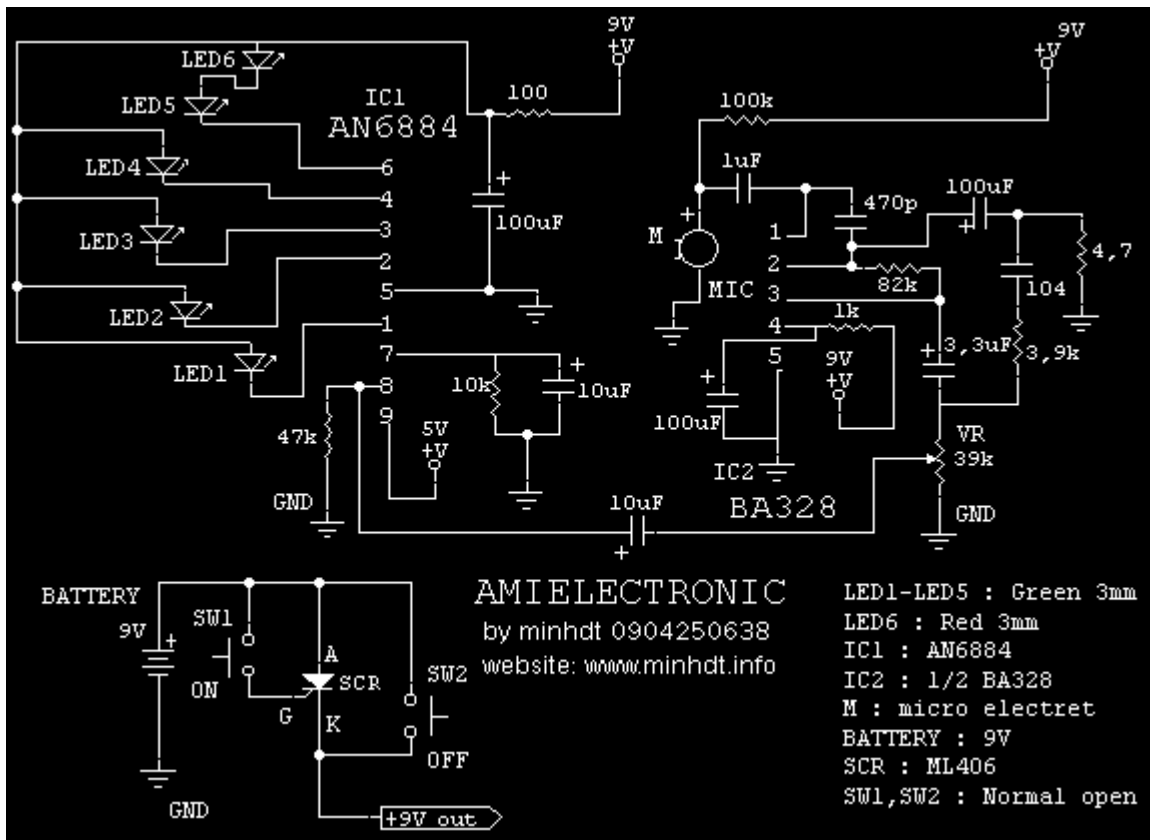 9V
+V
9V
+V
LED6
LED5
IC1
AN6884
100
100k
LED4
6
4
3
2
5
1
7
8
9
+
100uF
1uF
470p
100uF
+
LED3
M
+
MIC
1
2
3
4
5
82k
104
4,7
LED2
1k
+
3,3uF
3,9k
LED1
10k
+
10uF
9V
+V
+
100uF
47k
5V
+V
IC2
BA328
VR
39k
GND
10uF
+
GND
BATTERY
9V
+
SW1
ON
A
SCR
G
K
SW2
OFF
GND
+9V out
AMIELECTRONIC
by minhdt 0904250638
website: www.minhdt.info
LED1-LED5 : Green 3mm
LED6 : Red 3mm
IC1 : AN6884
IC2 : 1/2 BA328
M : micro electret
BATTERY : 9V
SCR : ML406
SW1,SW2 : Normal open